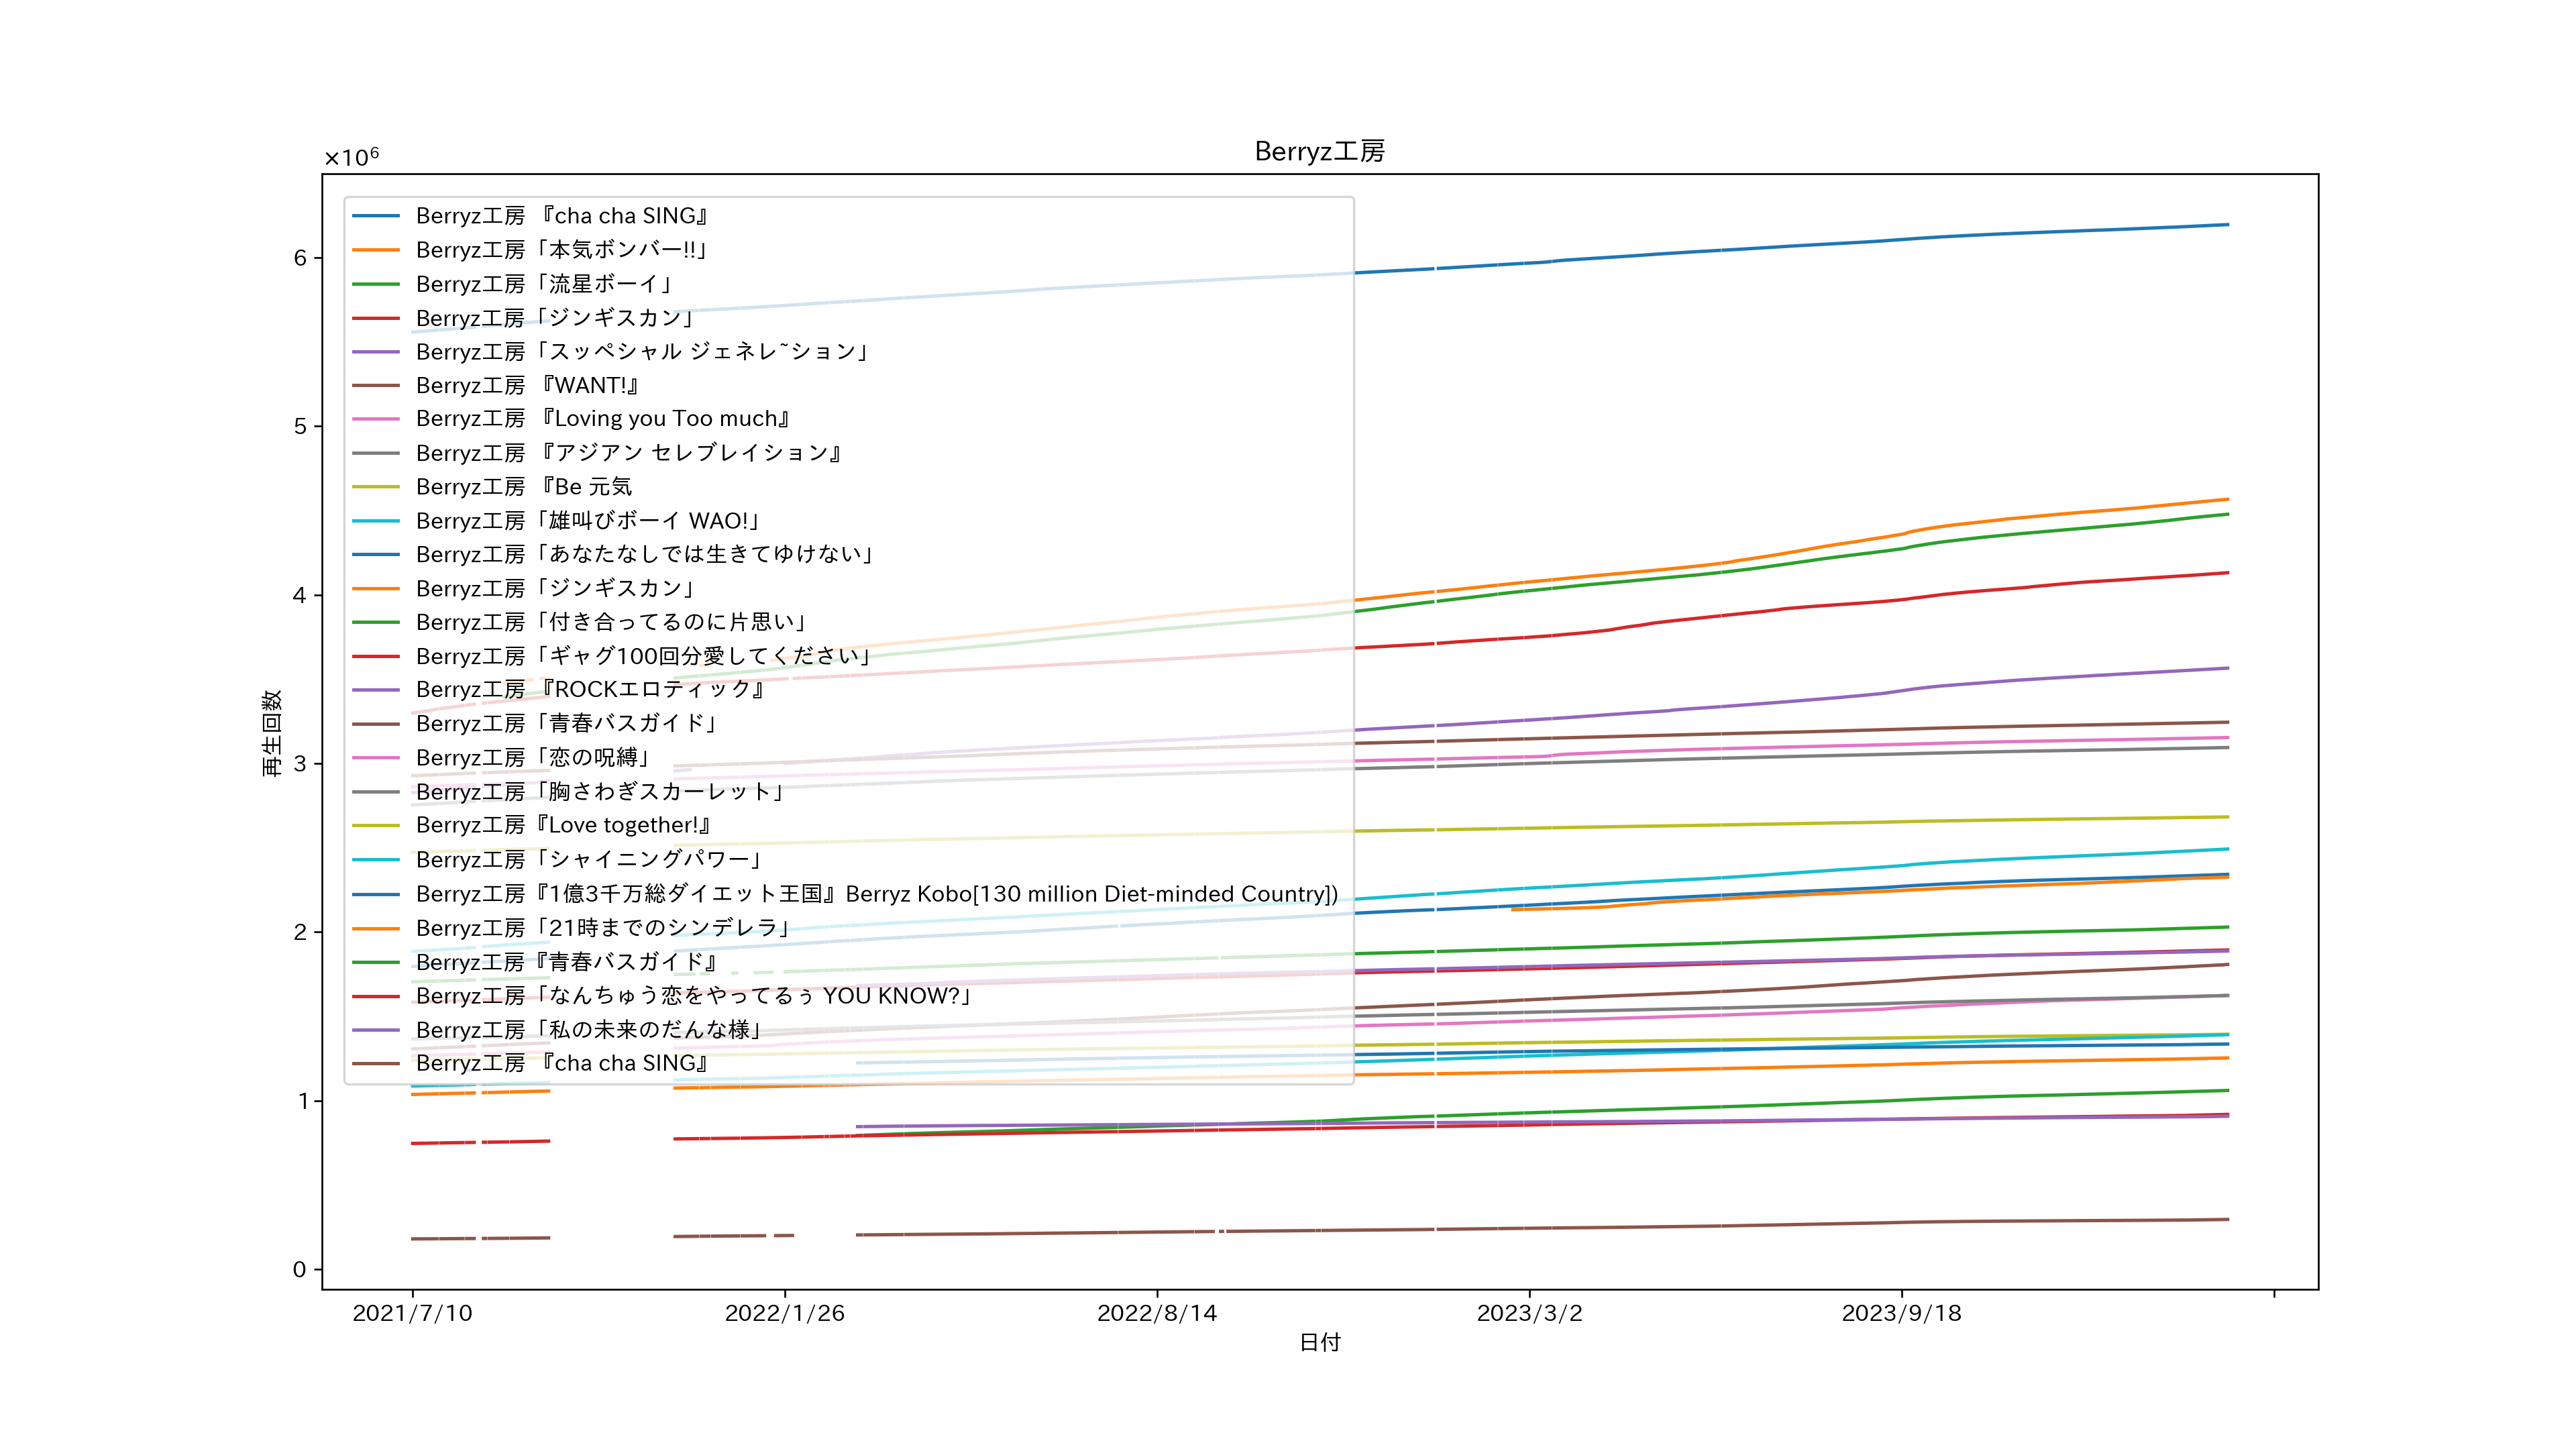 Berryz工房
×10⁶
Berryz工房 『cha cha SING』
Berryz工房「本気ボンバー!!」
Berryz工房「流星ボーイ」
Berryz工房「ジンギスカン」
Berryz工房「スッペシャル ジェネレ~ション」
Berryz工房 『WANT!』
Berryz工房 『Loving you Too much』
Berryz工房 『アジアン セレブレイション』
Berryz工房 『Be 元気
Berryz工房「雄叫びボーイ WAO!」
Berryz工房「あなたなしでは生きてゆけない」
Berryz工房「ジンギスカン」
Berryz工房「付き合ってるのに片思い」
Berryz工房「ギャグ100回分愛してください」
Berryz工房 『ROCKエロティック』
Berryz工房「青春バスガイド」
Berryz工房「恋の呪縛」
Berryz工房「胸さわぎスカーレット」
Berryz工房『Love together!』
Berryz工房「シャイニングパワー」
Berryz工房『1億3千万総ダイエット王国』Berryz Kobo[130 million Diet-minded Country])
Berryz工房「21時までのシンデレラ」
Berryz工房『青春バスガイド』
Berryz工房「なんちゅう恋をやってるぅ YOU KNOW?」
Berryz工房「私の未来のだんな様」
Berryz工房 『cha cha SING』
6
5
4
3
2
1
0
再生回数
2021/7/10
2022/1/26
2022/8/14
2023/3/2
2023/9/18
日付